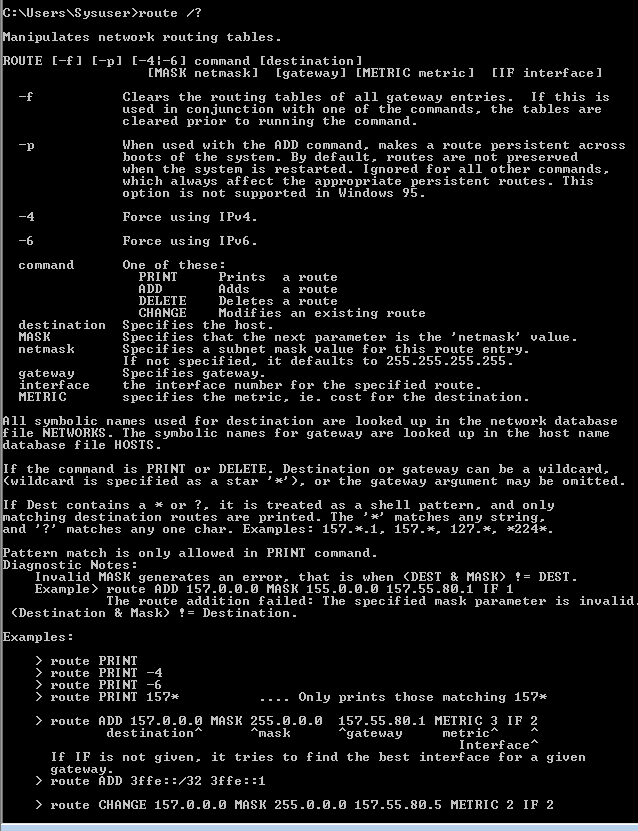 C:\Users\Sysuser>route /?
Manipulates network routing tables.
ROUTE [-f] [-p] [-4|-6] command [destination]
[MASK netmask]  [gateway] [METRIC metric]  [IF interface]
-f           Clears the routing tables of all gateway entries.  If this is
used in conjunction with one of the commands, the tables are
cleared prior to running the command.
-p           When used with the ADD command, makes a route persistent across
boots of the system. By default, routes are not preserved
when the system is restarted. Ignored for all other commands,
which always affect the appropriate persistent routes. This
option is not supported in Windows 95.
-4           Force using IPv4.
-6           Force using IPv6.
command      One of these:
PRINT     Prints  a route
ADD       Adds    a route
DELETE    Deletes a route
CHANGE    Modifies an existing route
destination  Specifies the host.
MASK         Specifies that the next parameter is the 'netmask' value.
netmask      Specifies a subnet mask value for this route entry.
If not specified, it defaults to 255.255.255.255.
gateway      Specifies gateway.
interface    the interface number for the specified route.
METRIC       specifies the metric, ie. cost for the destination.
All symbolic names used for destination are looked up in the network database
file NETWORKS. The symbolic names for gateway are looked up in the host name
database file HOSTS.
If the command is PRINT or DELETE. Destination or gateway can be a wildcard,
(wildcard is specified as a star '*'), or the gateway argument may be omitted.
If Dest contains a * or ?, it is treated as a shell pattern, and only
matching destination routes are printed. The '*' matches any string,
and '?' matches any one char. Examples: 157.*.1, 157.*, 127.*, *224*.
Pattern match is only allowed in PRINT command.
Diagnostic Notes:
Invalid MASK generates an error, that is when (DEST & MASK) != DEST.
Example> route ADD 157.0.0.0 MASK 155.0.0.0 157.55.80.1 IF 1
The route addition failed: The specified mask parameter is invalid.
(Destination & Mask) != Destination.
Examples:
> route PRINT
> route PRINT -4
> route PRINT -6
> route PRINT 157*          .... Only prints those matching 157*
> route ADD 157.0.0.0 MASK 255.0.0.0  157.55.80.1 METRIC 3 IF 2
destination^      ^mask      ^gateway     metric^    ^
Interface^
If IF is not given, it tries to find the best interface for a given
gateway.
> route ADD 3ffe::/32 3ffe::1
> route CHANGE 157.0.0.0 MASK 255.0.0.0 157.55.80.5 METRIC 2 IF 2